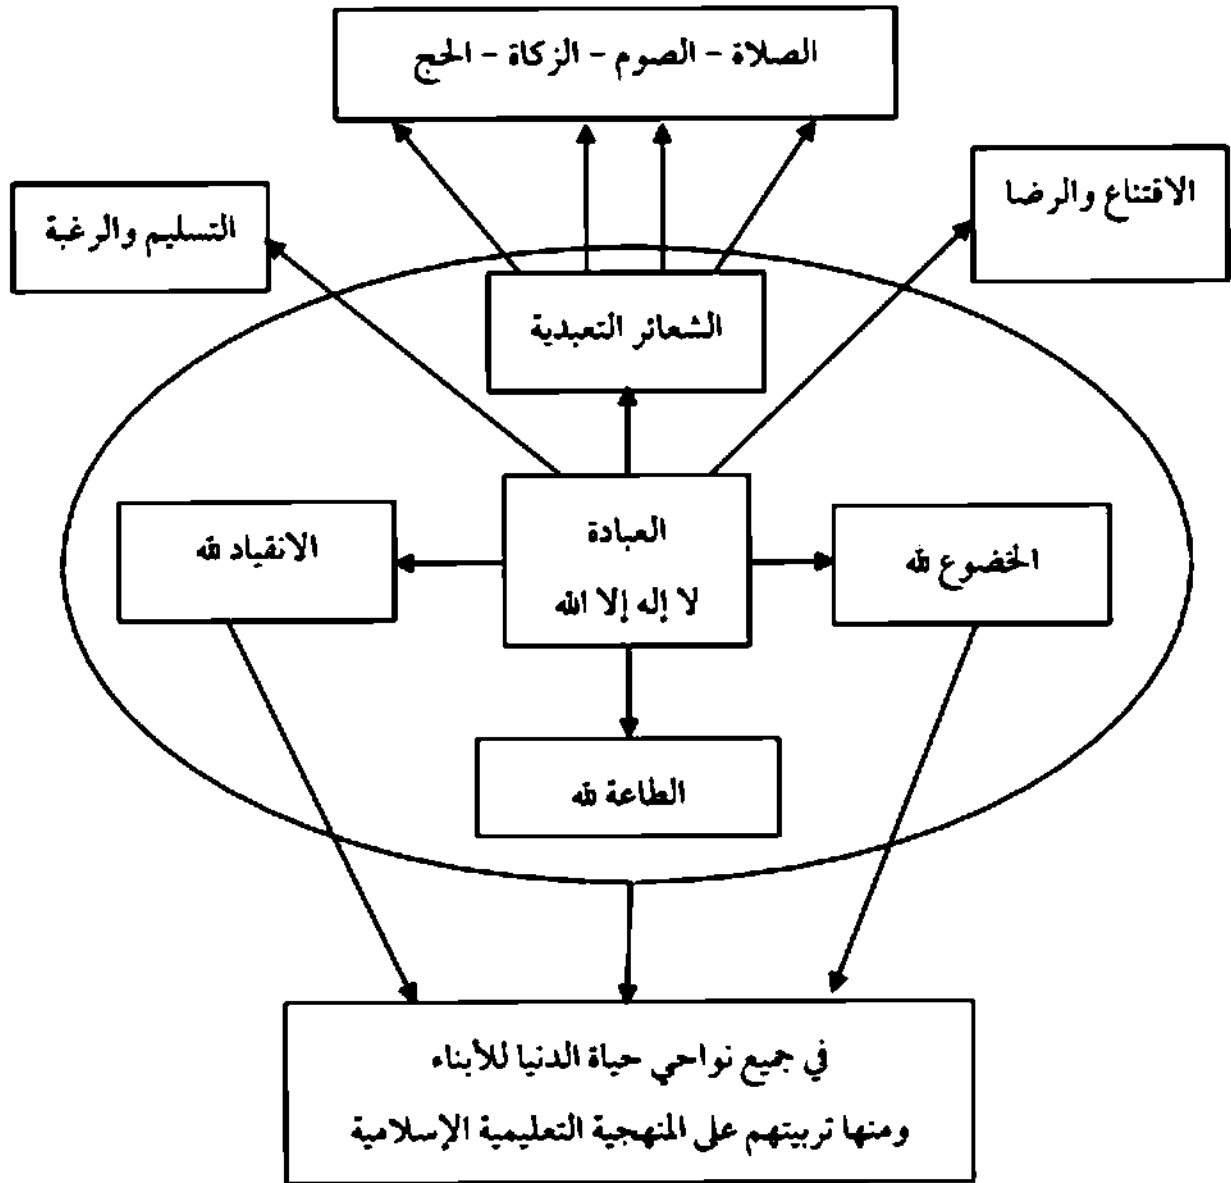 الصلاة - الصوم - الزكاة - الحج
الاقتناع والرضا
التسليم والرغبة
الشعائر التعبدية
الخضوع لله
العبادة
لا إله إلا الله
الانقياد لله
الطاعة لله
في جميع نواحي حياة الدنيا للأبناء
ومنها تربيتهم على المنهجية التعليمية الإسلامية